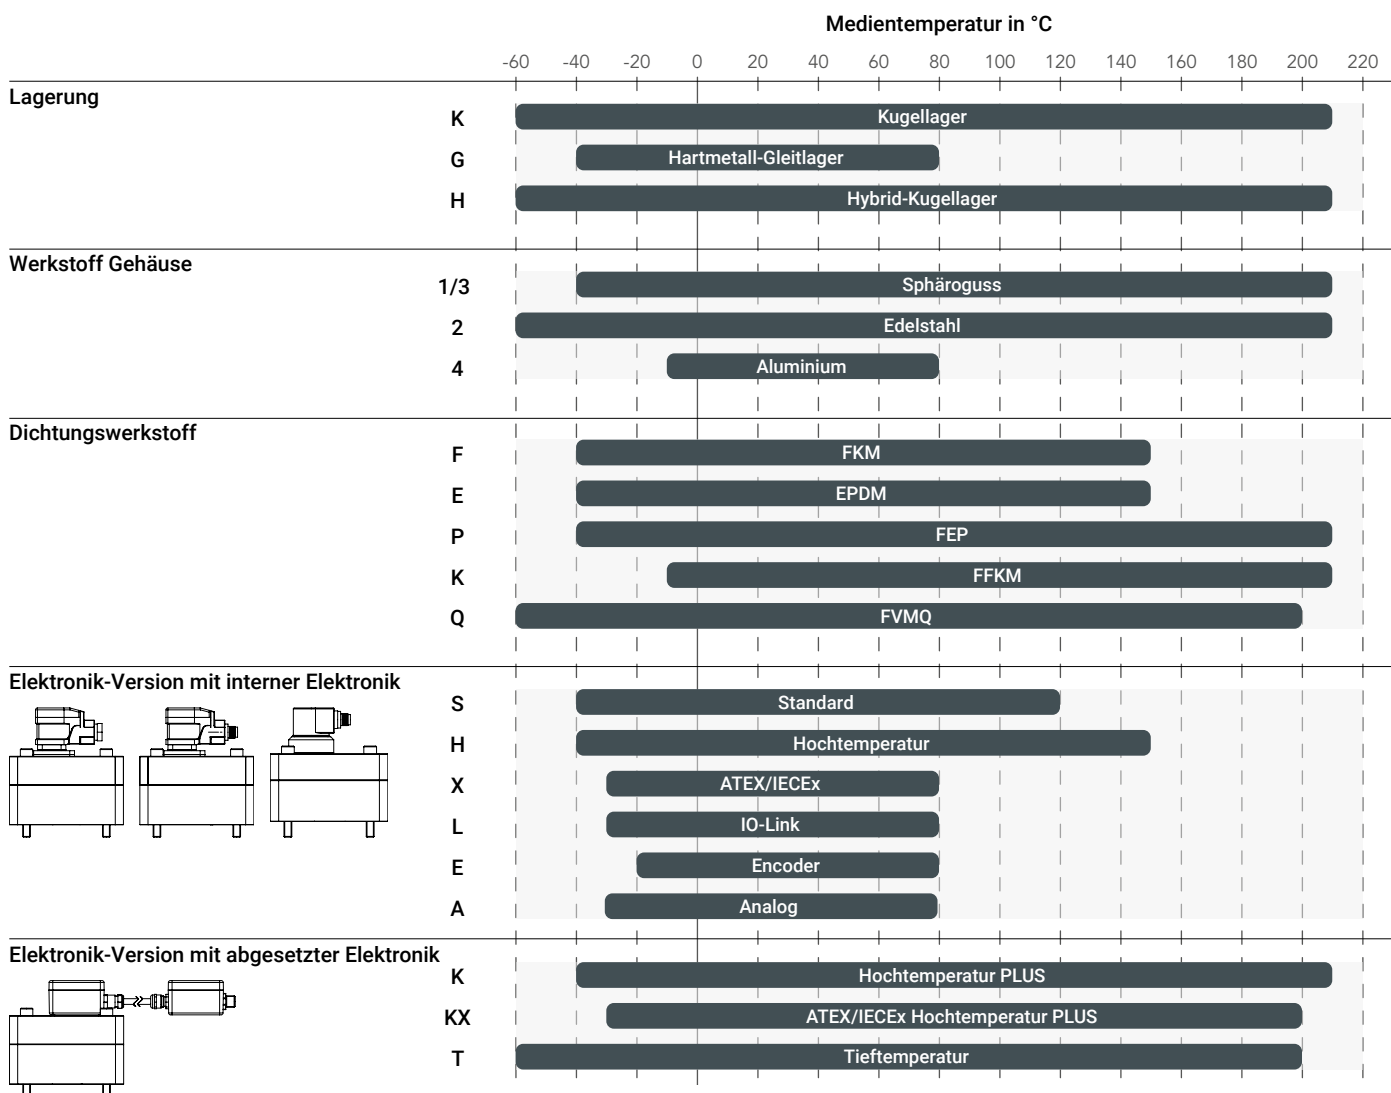 Medientemperatur in °C
-60 -40 -20 0 20 40 60 80 100 120 140 160 180 200 220
Lagerung
K Kugellager
G Hartmetall-Gleitlager
H Hybrid-Kugellager
Werkstoff Gehäuse
1/3 Sphäroguss
2 Edelstahl
4 Aluminium
Dichtungswerkstoff
F FKM
E EPDM
P FEP
K FFKM
Q FVMQ
Elektronik-Version mit interner Elektronik
S Standard
H Hochtemperatur
X ATEX/IECEx
L IO-Link
E Encoder
A Analog
Elektronik-Version mit abgesetzter Elektronik
K Hochtemperatur PLUS
KX ATEX/IECEx Hochtemperatur PLUS
T Tieftemperatur